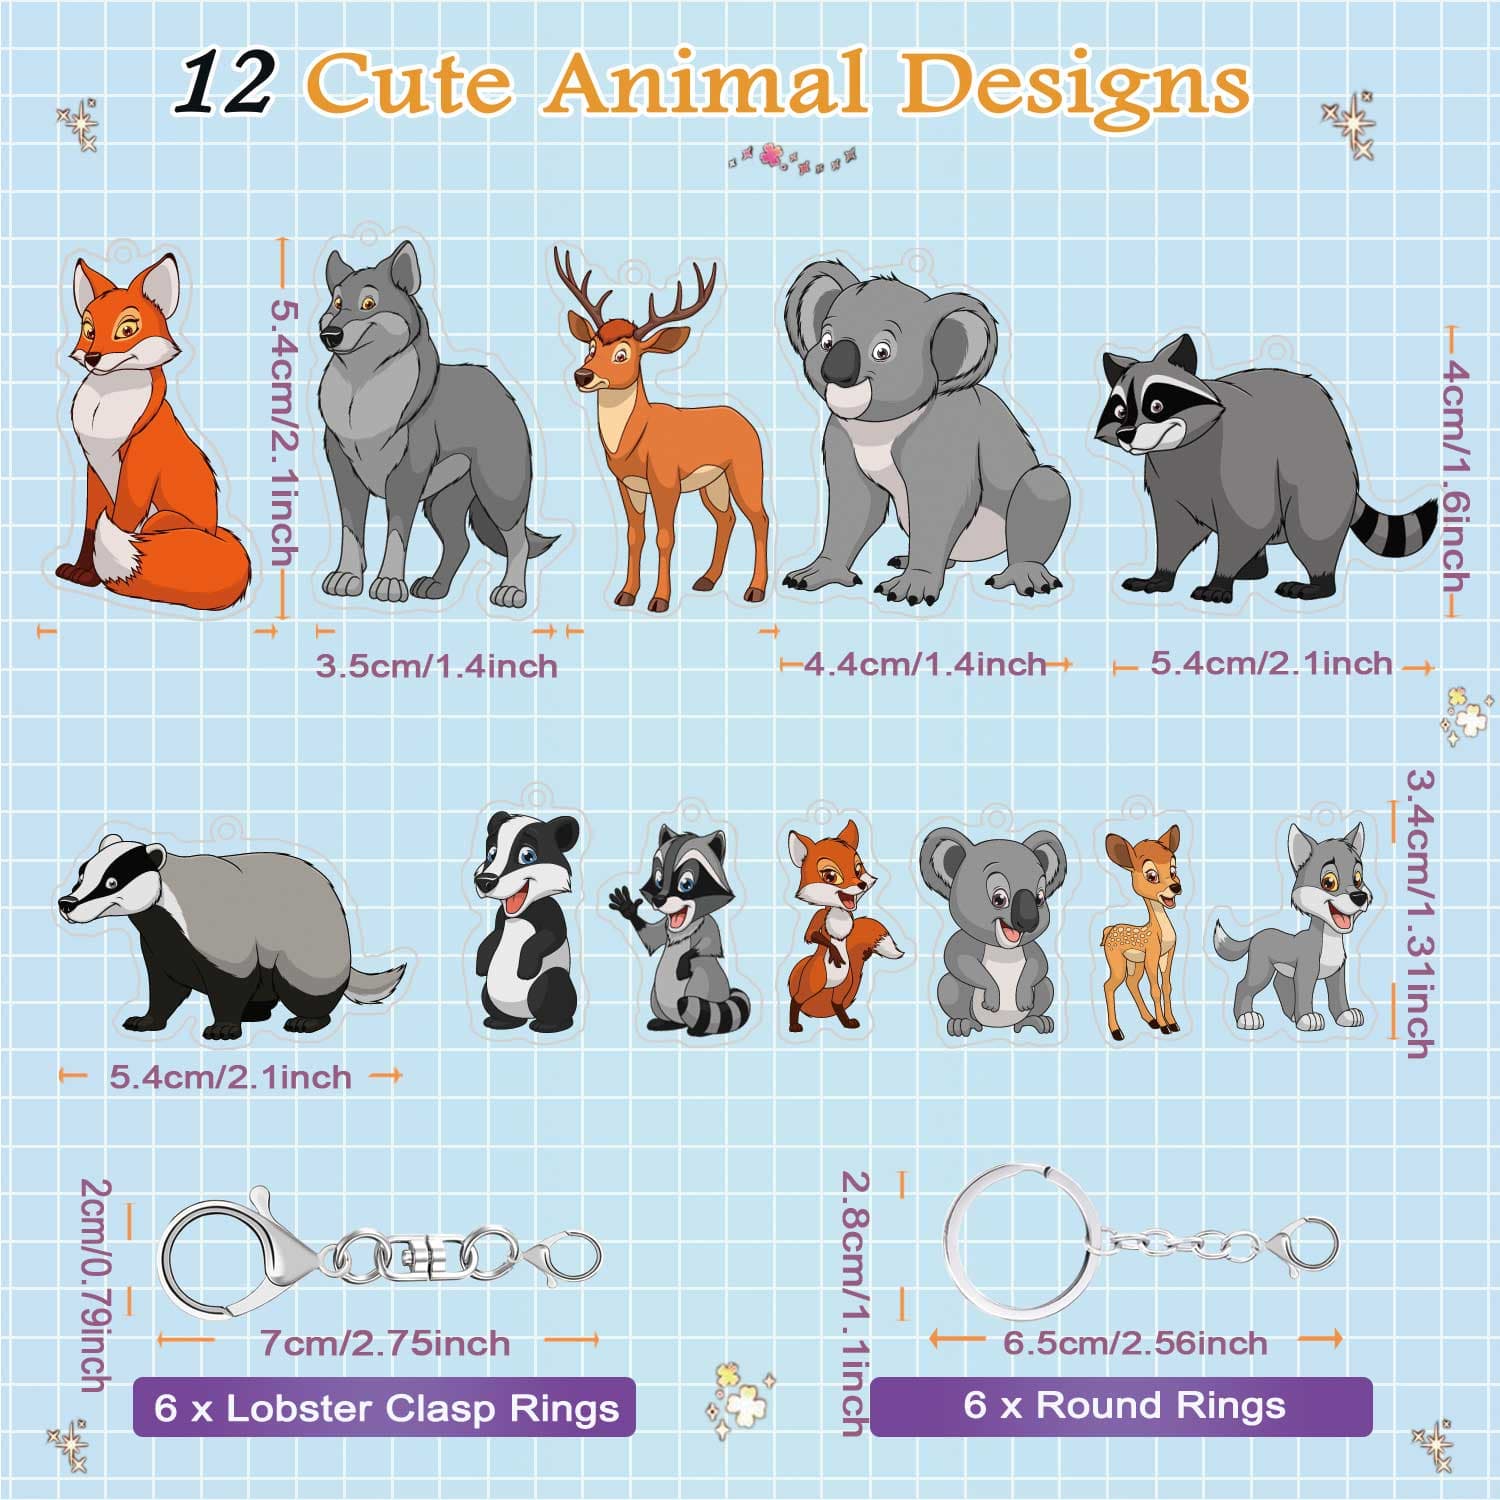 12 Cute Animal Designs
5.4cm/2.1inch
4cm/1.6inch
3.5cm/1.4inch
4.4cm/1.4inch
5.4cm/2.1inch
3.4cm/1.31inch
5.4cm/2.1inch
2cm/0.79inch
2.8cm/1.1inch
7cm/2.75inch
6.5cm/2.56inch
6 x Lobster Clasp Rings
6 x Round Rings